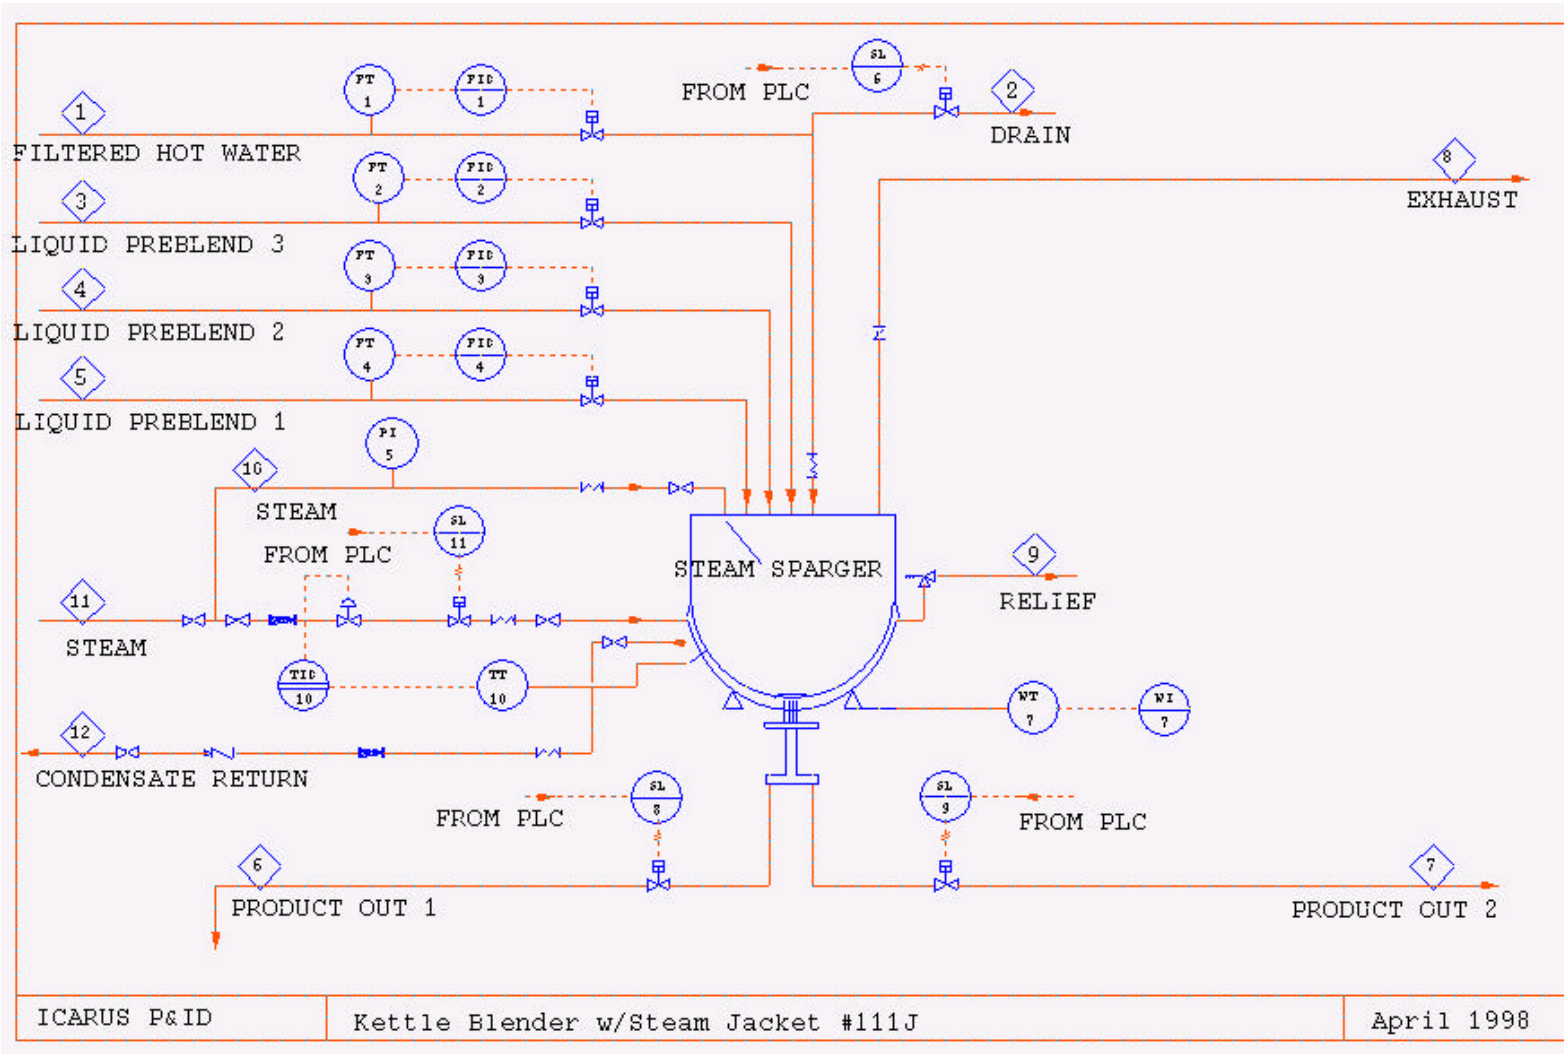 SL
6
FROM PLC
2
DRAIN
FT
1
FIC
1
1
FILTERED HOT WATER
FT
2
FIC
2
3
LIQUID PREBLEND 3
8
EXHAUST
FT
3
FIC
3
4
LIQUID PREBLEND 2
FT
4
FIC
4
5
LIQUID PREBLEND 1
PI
5
10
STEAM
SL
11
FROM PLC
STEAM SPARGER
9
RELIEF
11
STEAM
TIC
10
TT
10
WT
7
WI
7
12
CONDENSATE RETURN
SL
8
FROM PLC
SL
9
FROM PLC
6
PRODUCT OUT 1
7
PRODUCT OUT 2
ICARUS P&ID
Kettle Blender w/Steam Jacket #111J
April 1998